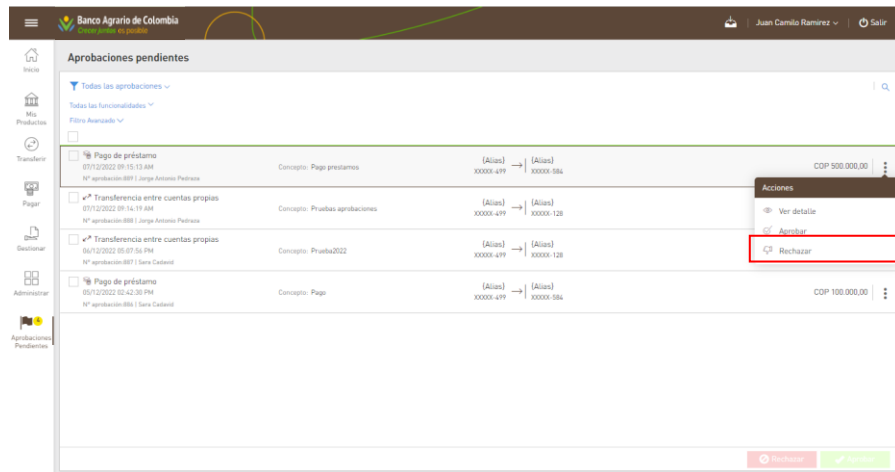 Banco Agrario de Colombia
Crecer juntos es posible
Juan Camilo Ramirez
Salir
Inicio
Mis
Productos
Transferir
Pagar
Gestionar
Administrar
Aprobaciones
Pendientes
Aprobaciones pendientes
Todas las aprobaciones
Todas las funcionalidades
Filtro Avanzado
Pago de préstamo
07/12/2022 09:15:13 AM
Nº aprobación:889 | Jorge Antonio Pedraza
Concepto: Pago prestamos
(Alias)
XXXXX-499
(Alias)
XXXXX-584
COP 500.000,00
Transferencia entre cuentas propias
07/12/2022 09:14:19 AM
Nº aprobación:888 | Jorge Antonio Pedraza
Concepto: Pruebas aprobaciones
(Alias)
XXXXX-499
(Alias)
XXXXX-128
Transferencia entre cuentas propias
06/12/2022 05:07:56 PM
Nº aprobación:887 | Sara Cadavid
Concepto: Prueba2022
(Alias)
XXXXX-499
(Alias)
XXXXX-128
Pago de préstamo
05/12/2022 02:42:30 PM
Nº aprobación:886 | Sara Cadavid
Concepto: Pago
(Alias)
XXXXX-499
(Alias)
XXXXX-584
COP 100.000,00
Acciones
Ver detalle
Aprobar
Rechazar
Rechazar